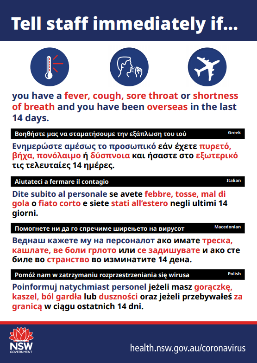 Tell staff immediately if...
you have a fever, cough, sore throat or shortness
of breath and you have been overseas in the last
14 days.
Βοηθήστε μας να σταματήσουμε την εξάπλωση του ιού Greek
Ενημερώστε αμέσως το προσωπικό εάν έχετε πυρετό,
βήχα, πονόλαιμο ή δύσπνοια και ήσαστε στο εξωτερικό
τις τελευταίες 14 ημέρες.
Aiutateci a fermare il contagio Italian
Dite subito al personale se avete febbre, tosse, mal di
gola o fiato corto e siete stati all'estero negli ultimi 14
giorni.
Помогнете ни да го спречиме ширењето на вирусот Macedonian
Веднаш кажете му на персоналот ако имате треска,
кашлате, ве боли грлото или се задишувате и ако сте
биле во странство во изминатите 14 дена.
Pomóż nam w zatrzymaniu rozprzestrzeniania się wirusa Polish
Poinformuj natychmiast personel jeżeli masz gorączkę,
kaszel, ból gardła lub duszności oraz jeżeli przebywałeś za
granicą w ciągu ostatnich 14 dni.
NSW
GOVERNMENT
health.nsw.gov.au/coronavirus